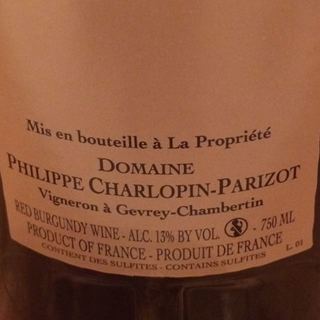 Mis en bouteille à La Propriété
DOMAINE
PHILIPPE CHARLOPIN-PARIZOT
Vigneron à Gevrey-Chambertin
RED BURGUNDY WINE - ALC. 13% BY VOL. - 750 ML
PRODUCT OF FRANCE - PRODUIT DE FRANCE
CONTIENT DES SULFITES - CONTAINS SULFITES L. 01